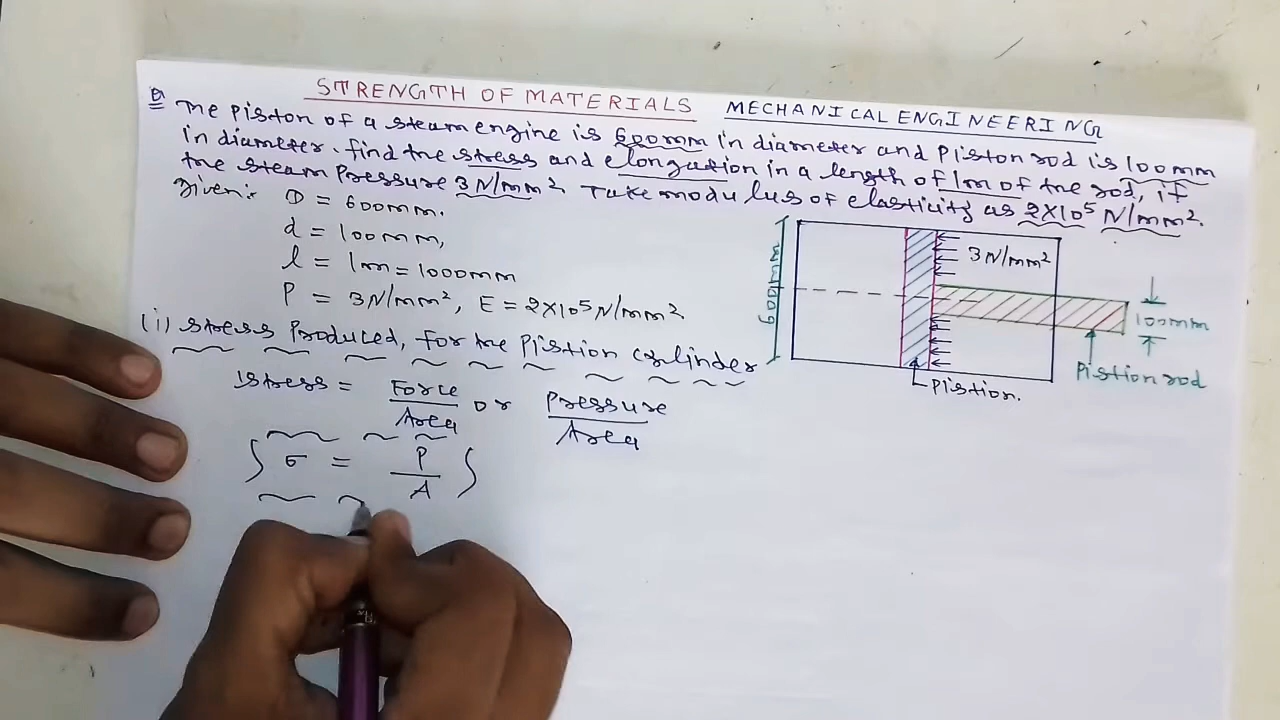 STRENGTH OF MATERIALS MECHANICAL ENGINEERING
Q The Piston of a steam engine is 600mm in diameter and Piston rod is 100mm
in diameter. find the stress and elongation in a length of 1m of the rod, if
the steam Pressure 3N/mm² Take modulus of elasticity as 2X10⁵ N/mm².
Given:- D = 600mm.
d = 100mm,
l = 1m = 1000mm
P = 3N/mm², E = 2X10⁵N/mm²
(i) stress Produced, for the Pistion cylinder
stress = Force/Area or Pressure/Area
σ = P/A
600mm
3N/mm²
100mm
Pistion rod
Pistion.